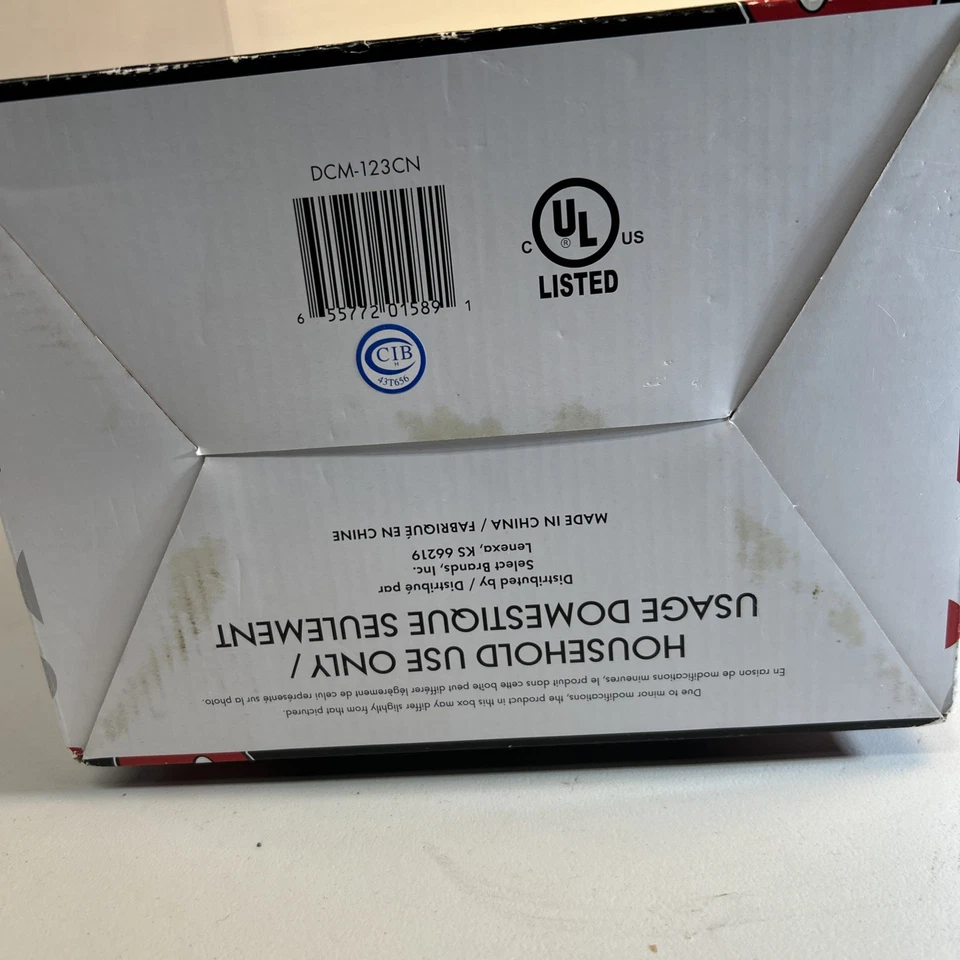 DCM-123CN
6 55772 01589 1
C UL ® US
LISTED
CIB
H
43T656
Due to minor modifications, the product in this box may differ slightly from that pictured.
En raison de modifications mineures, le produit dans cette boîte peut différer légèrement de celui représenté sur la photo.
HOUSEHOLD USE ONLY /
USAGE DOMESTIQUE SEULEMENT
Distributed by / Distribué par
Select Brands, Inc.
Lenexa, KS 66219
MADE IN CHINA / FABRIQUÉ EN CHINE